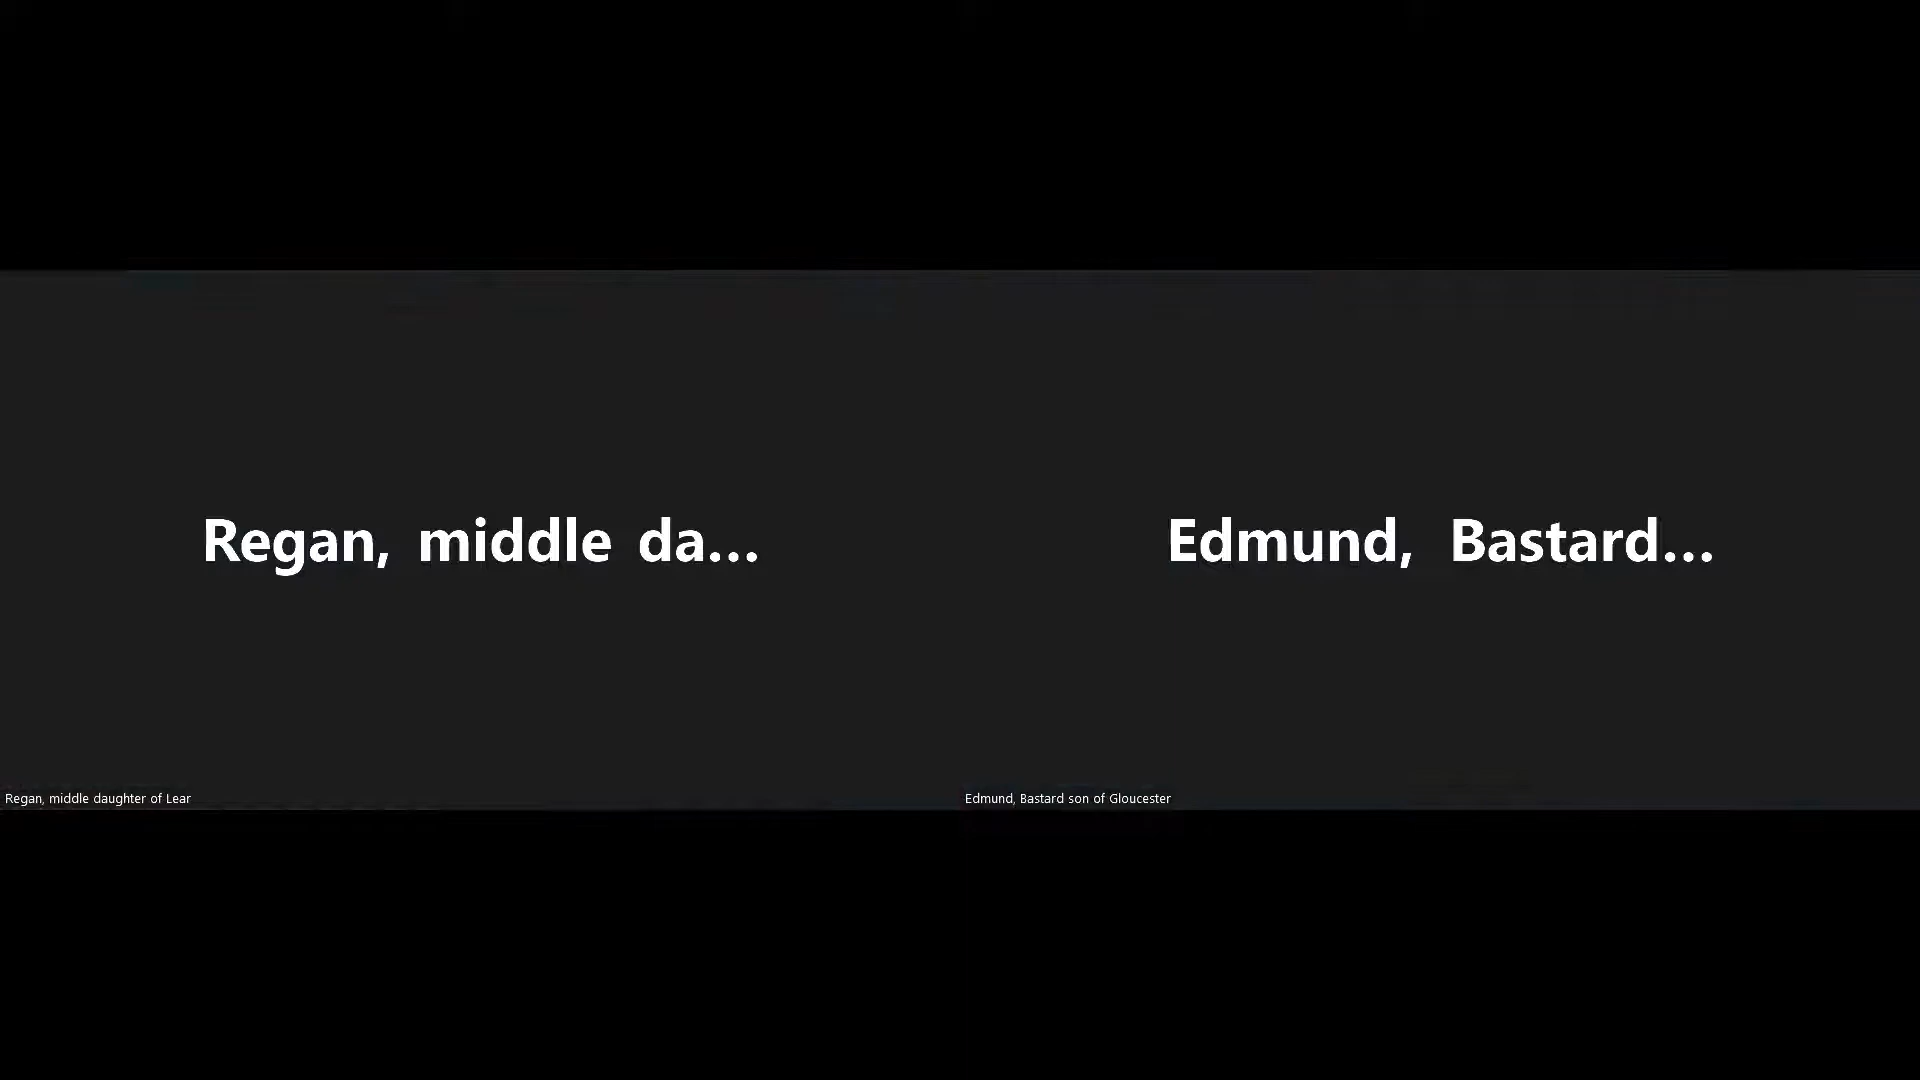 Regan, middle da...
Edmund, Bastard...
Regan, middle daughter of Lear
Edmund, Bastard son of Gloucester